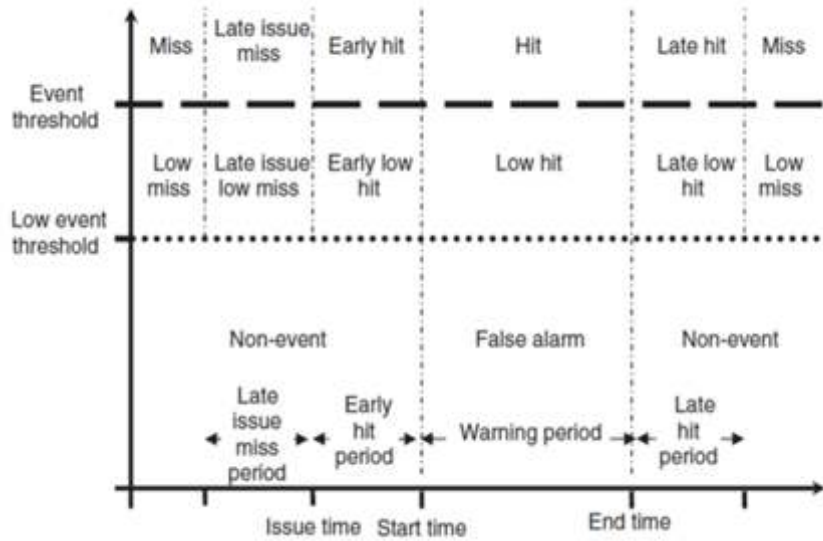 Miss
Late issue
miss
Early hit
Hit
Late hit
Miss
Event
threshold
Low
miss
Late issue
low miss
Early low
hit
Low hit
Late low
hit
Low
miss
Low event
threshold
Non-event
False alarm
Non-event
Late
issue
miss
period
Early
hit
period
Warning period
Late
hit
period
Issue time
Start time
End time